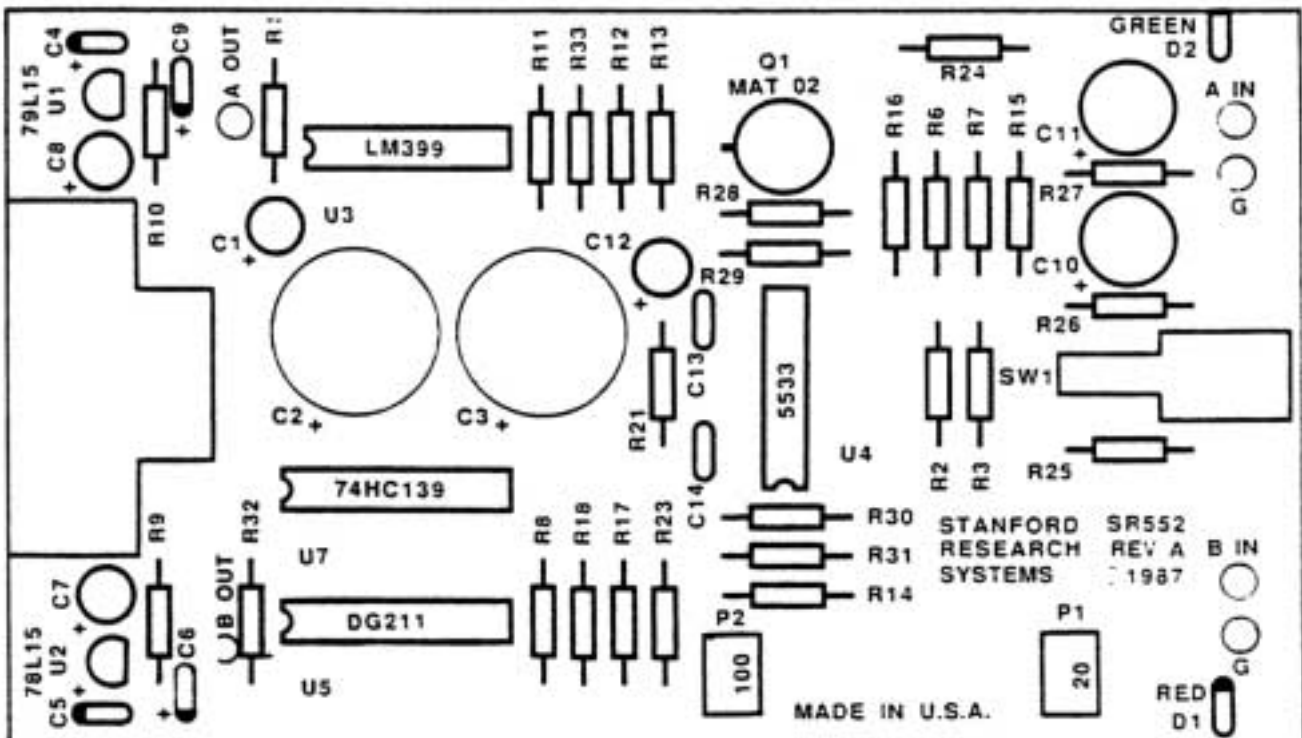 C4
C9
79L15
U1
C8
R10
A OUT
LM399
U3
C1
R11
R33
R12
R13
Q1
MAT 02
R28
R29
R24
R16
R6
R7
R15
GREEN
D2
C11
A IN
G
R27
C10
R26
C2
C3
C12
C13
R21
C14
5533
U4
R2
R3
SW1
R25
74HC139
U7
R9
R32
R8
R18
R17
R23
R30
R31
R14
STANFORD
RESEARCH
SYSTEMS
SR552
REV A
1987
B IN
G
C7
78L15
U2
C5
C6
B OUT
DG211
U5
P2
100
P1
20
MADE IN U.S.A.
RED
D1